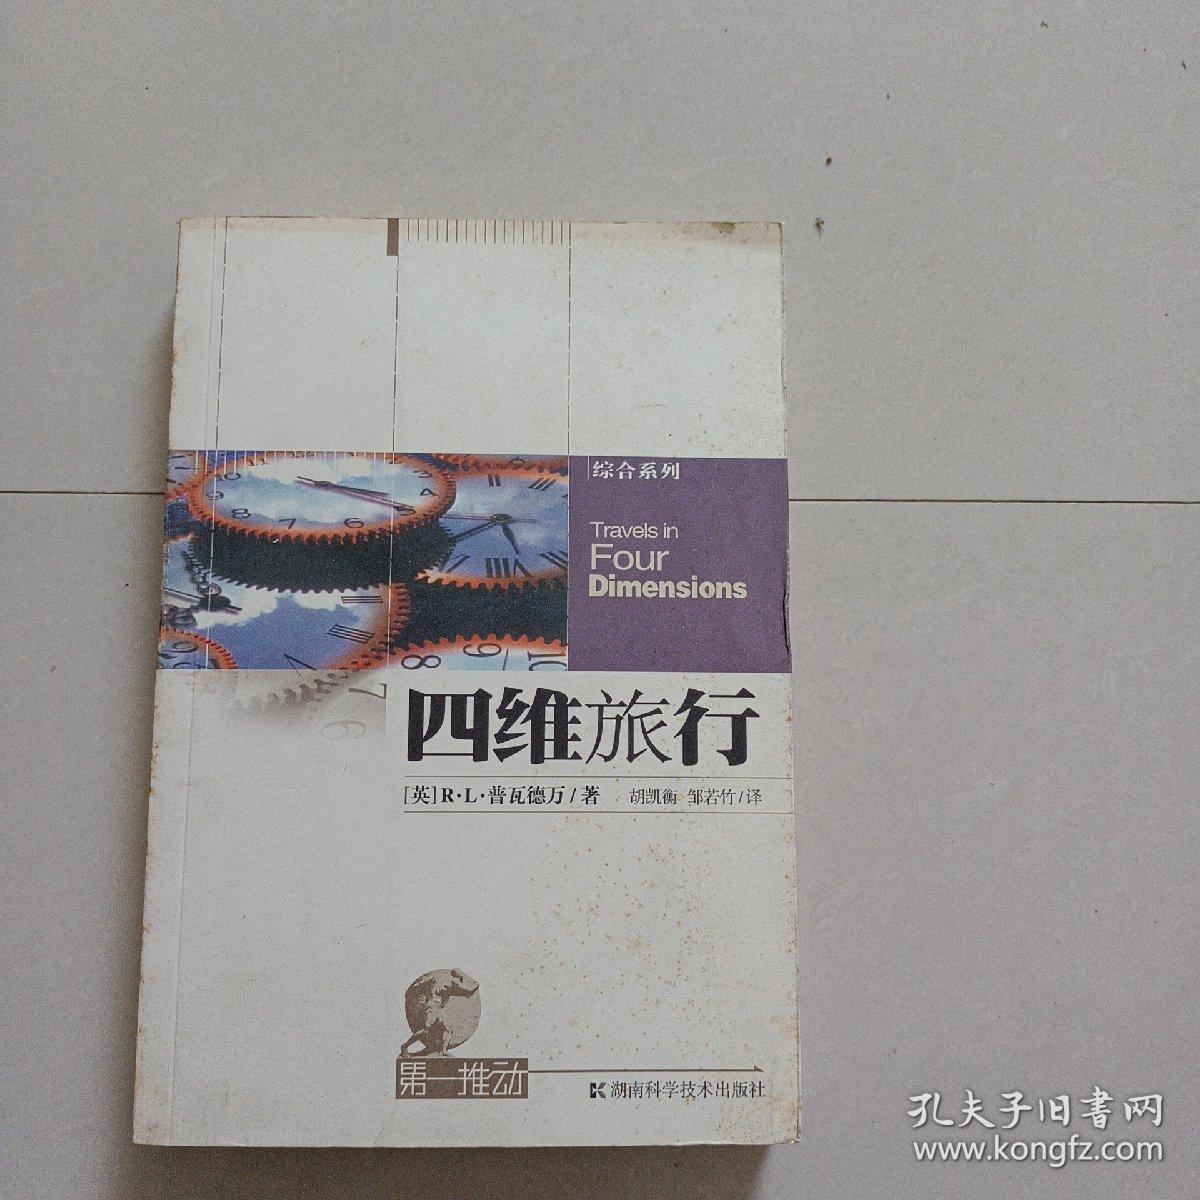 综合系列
Travels in
Four
Dimensions
四维旅行
[英]R·L·普瓦德万/著 胡凯衡 邹若竹/译
第一推动
湖南科学技术出版社
孔夫子旧书网
www.kongfz.com